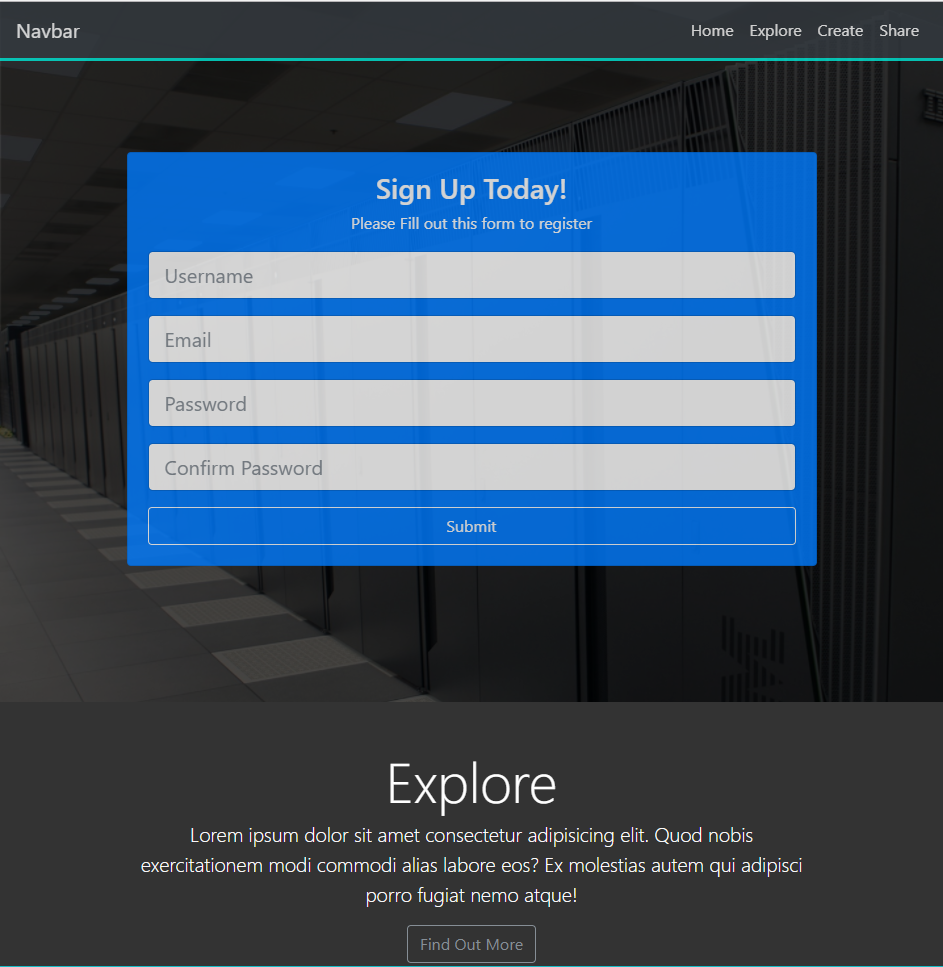 Navbar
Home Explore Create Share
Sign Up Today!
Please Fill out this form to register
Username
Email
Password
Confirm Password
Submit
Explore
Lorem ipsum dolor sit amet consectetur adipisicing elit. Quod nobis
exercitationem modi commodi alias labore eos? Ex molestias autem qui adipisci
porro fugiat nemo atque!
Find Out More